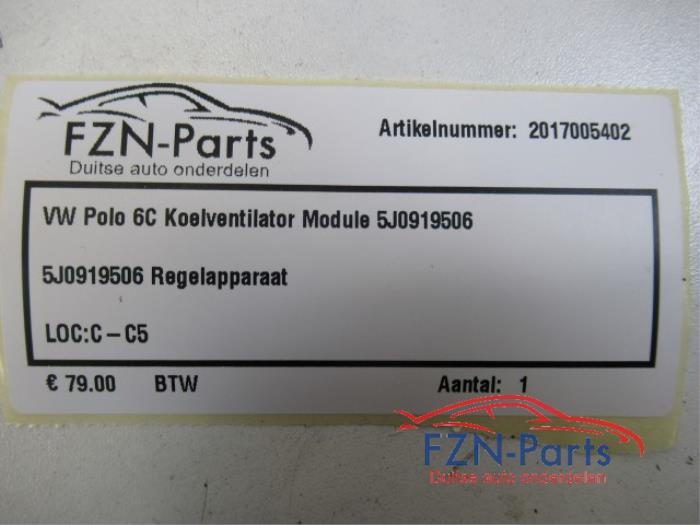 FZN-Parts
Duitse auto onderdelen
Artikelnummer: 2017005402
VW Polo 6C Koelventilator Module 5J0919506
5J0919506 Regelapparaat
LOC:C-C5
€ 79.00 BTW Aantal: 1
FZN-Parts
Duitse auto onderdelen